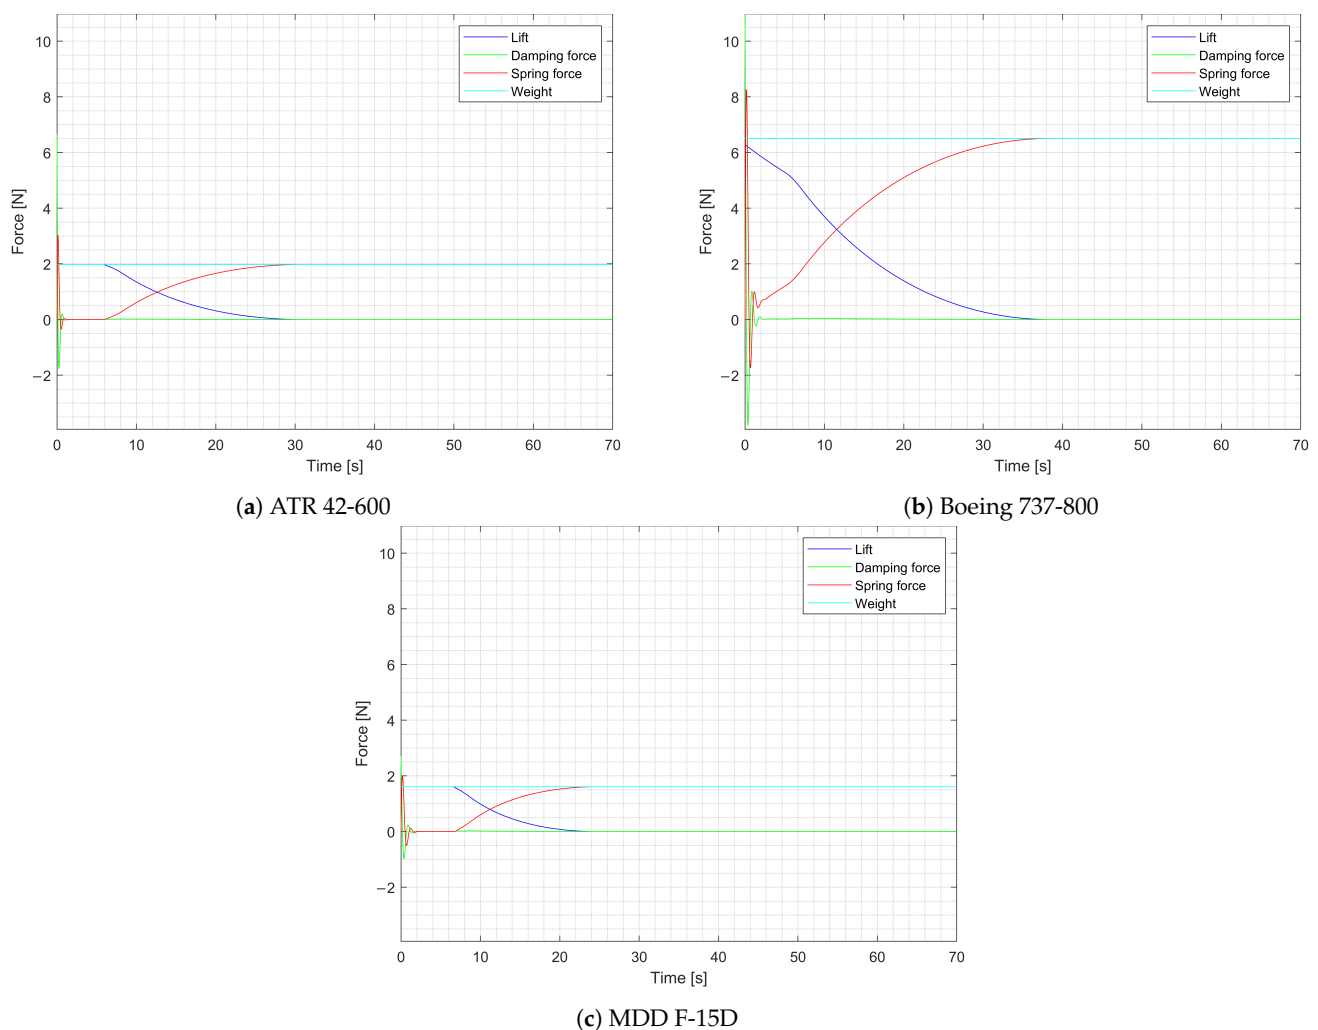 10
8
6
4
2
0
−2
Force [N]
Lift
Damping force
Spring force
Weight
0 10 20 30 40 50 60 70
Time [s]
(a) ATR 42-600
10
8
6
4
2
0
−2
Force [N]
Lift
Damping force
Spring force
Weight
0 10 20 30 40 50 60 70
Time [s]
(b) Boeing 737-800
10
8
6
4
2
0
−2
Force [N]
Lift
Damping force
Spring force
Weight
0 10 20 30 40 50 60 70
Time [s]
(c) MDD F-15D